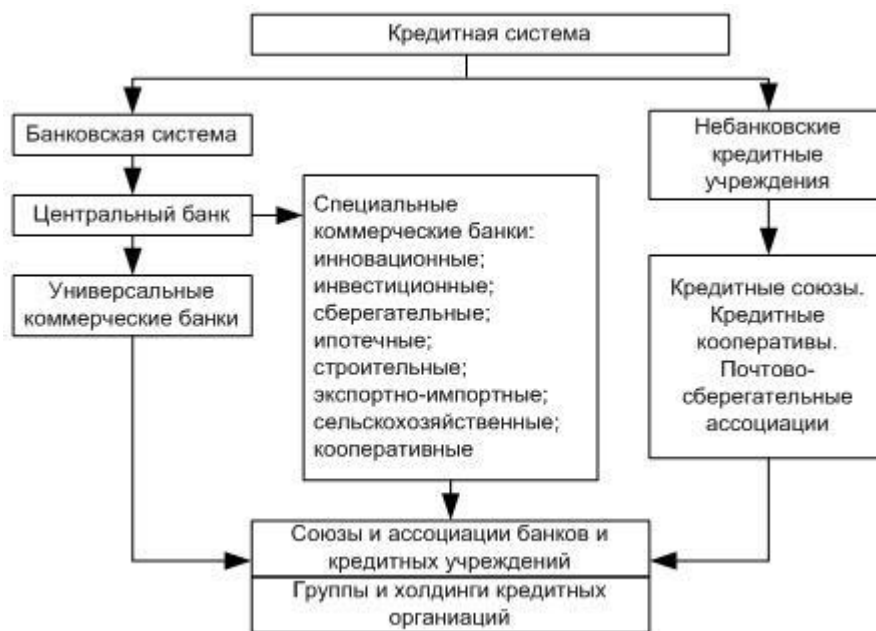 Кредитная система
Банковская система
Центральный банк
Универсальные
коммерческие банки
Специальные
коммерческие банки:
инновационные;
инвестиционные;
сберегательные;
ипотечные;
строительные;
экспортно-импортные;
сельскохозяйственные;
кооперативные
Небанковские
кредитные
учреждения
Кредитные союзы.
Кредитные
кооперативы.
Почтово-
сберегательные
ассоциации
Союзы и ассоциации банков и
кредитных учреждений
Группы и холдинги кредитных
органиаций